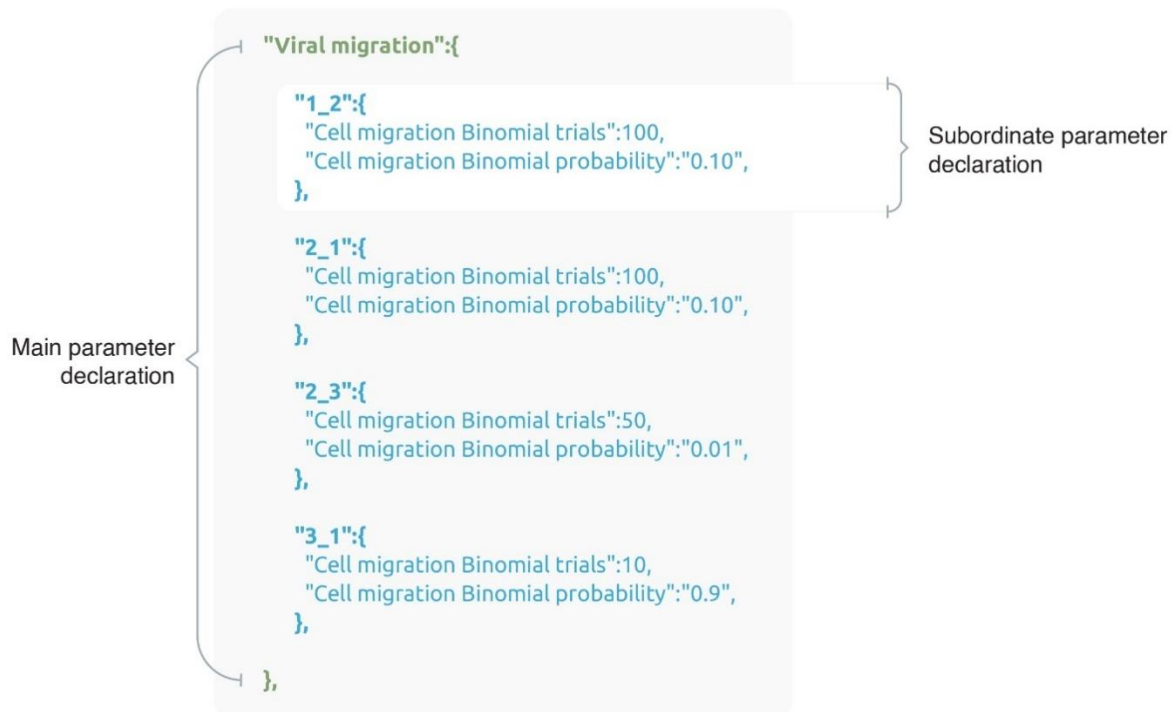 "Viral migration":{
"1_2":{
"Cell migration Binomial trials":100,
"Cell migration Binomial probability":"0.10",
},
Subordinate parameter
declaration
"2_1":{
"Cell migration Binomial trials":100,
"Cell migration Binomial probability":"0.10",
},
Main parameter
declaration
"2_3":{
"Cell migration Binomial trials":50,
"Cell migration Binomial probability":"0.01",
},
"3_1":{
"Cell migration Binomial trials":10,
"Cell migration Binomial probability":"0.9",
},
},